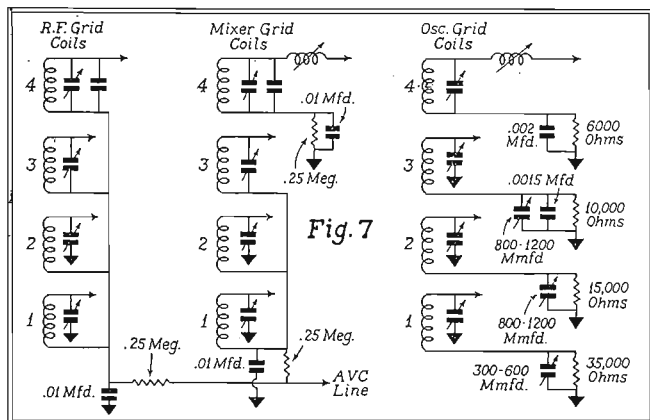 R.F. Grid
Coils
Mixer Grid
Coils
Osc. Grid
Coils
4
3
2
1
.25 Meg.
.01 Mfd.
4
.01 Mfd.
.25 Meg.
3
2
1
.01 Mfd.
.25 Meg.
AVC
Line
Fig. 7
4
.002
Mfd.
6000
Ohms
3
.0015 Mfd
10,000
Ohms
800-1200
Mmfd.
2
15,000
Ohms
800-1200
Mmfd.
1
35,000
Ohms
300-600
Mmfd.